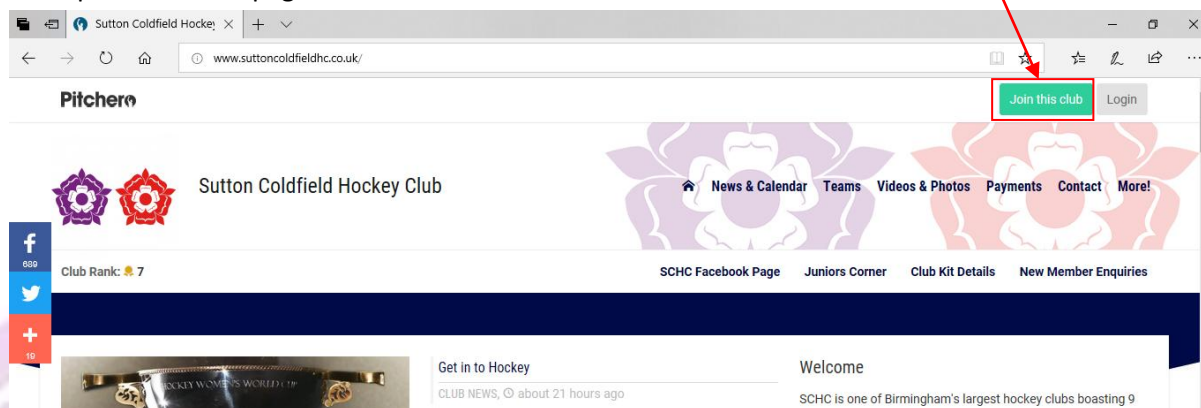 Sutton Coldfield Hockey
www.suttoncoldfieldhc.co.uk/
Pitchero
Join this club Login
Sutton Coldfield Hockey Club
News & Calendar Teams Videos & Photos Payments Contact More!
f
689
Club Rank: 7
SCHC Facebook Page Juniors Corner Club Kit Details New Member Enquiries
+
19
HOCKEY WOMEN'S WORLD CUP
Get in to Hockey
CLUB NEWS, about 21 hours ago
Welcome
SCHC is one of Birmingham's largest hockey clubs boasting 9